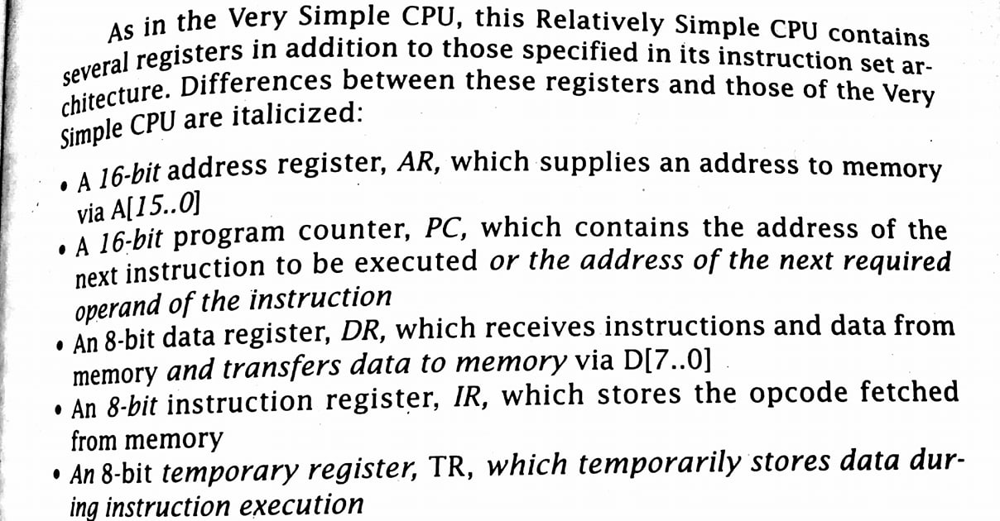 As in the Very Simple CPU, this Relatively Simple CPU contains
several registers in addition to those specified in its instruction set ar-
chitecture. Differences between these registers and those of the Very
Simple CPU are italicized:
• A 16-bit address register, AR, which supplies an address to memory
via A[15..0]
• A 16-bit program counter, PC, which contains the address of the
next instruction to be executed or the address of the next required
operand of the instruction
• An 8-bit data register, DR, which receives instructions and data from
memory and transfers data to memory via D[7..0]
• An 8-bit instruction register, IR, which stores the opcode fetched
from memory
• An 8-bit temporary register, TR, which temporarily stores data dur-
ing instruction execution